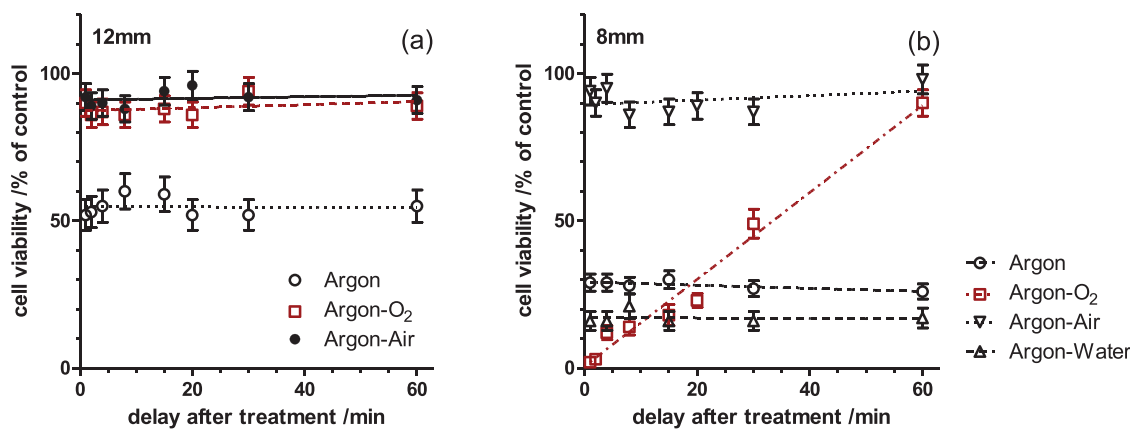 12mm
(a)
100
50
0
0
20
40
60
cell viability /% of control
delay after treatment /min
Argon
Argon-O₂
Argon-Air
8mm
(b)
100
50
0
0
20
40
60
cell viability /% of control
delay after treatment /min
Argon
Argon-O₂
Argon-Air
Argon-Water